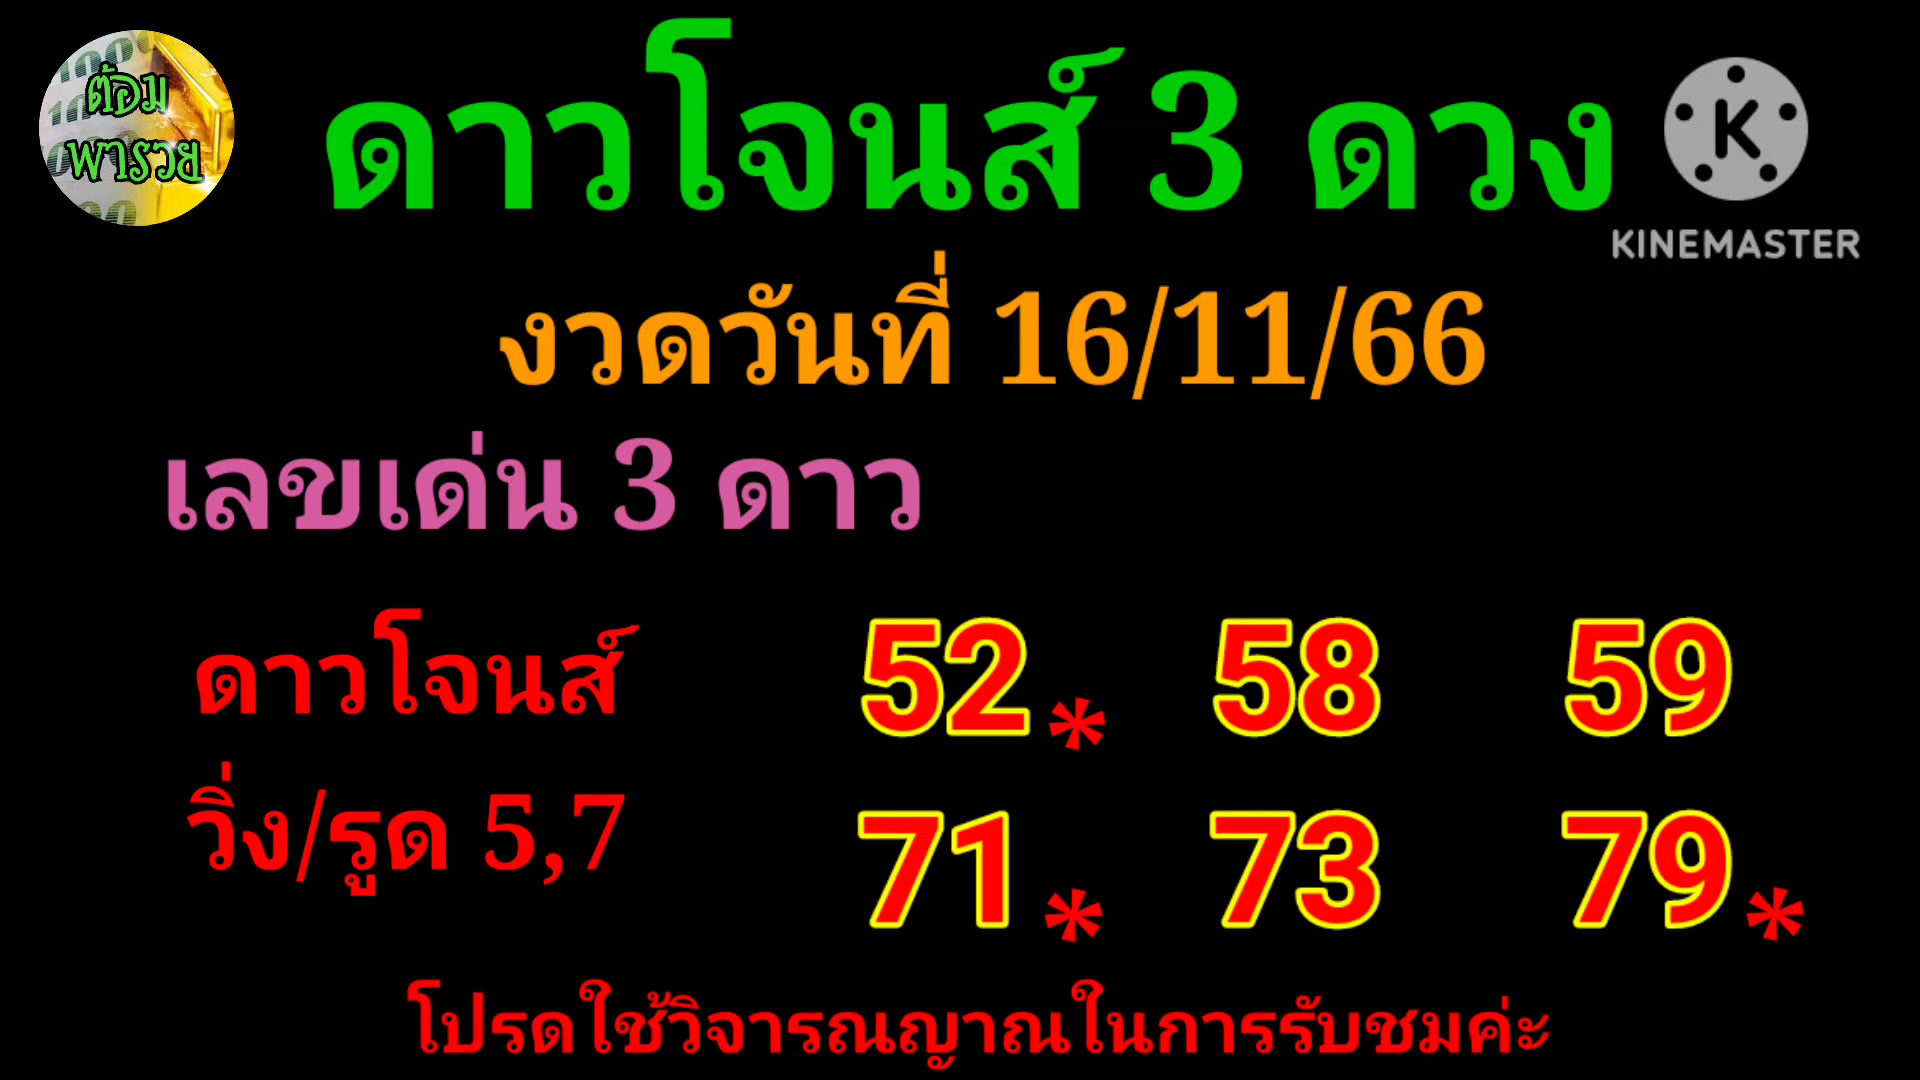 ต้อม
พารวย
ดาวโจนส์ 3 ดวง
KINEMASTER
งวดวันที่ 16/11/66
เลขเด่น 3 ดาว
ดาวโจนส์ 52* 58 59
วิ่ง/รูด 5,7 71* 73 79*
โปรดใช้วิจารณญาณในการรับชมค่ะ